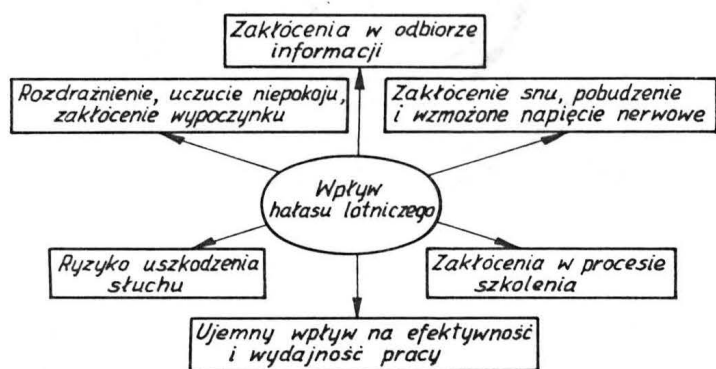 Zakłócenia w odbiorze
informacji
Rozdrażnienie, uczucie niepokoju,
zakłócenie wypoczynku
Zakłócenie snu, pobudzenie
i wzmożone napięcie nerwowe
Wpływ
hałasu lotniczego
Ryzyko uszkodzenia
słuchu
Zakłócenia w procesie
szkolenia
Ujemny wpływ na efektywność
i wydajność pracy